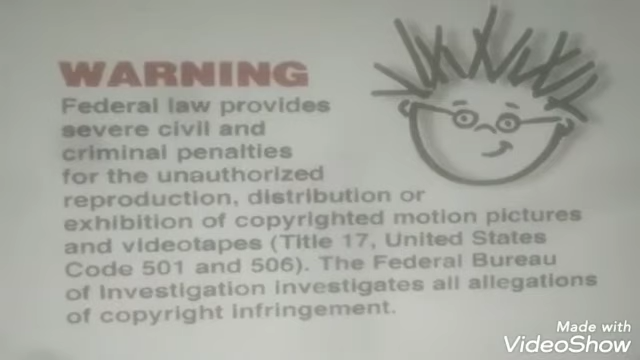 WARNING
Federal law provides
severe civil and
criminal penalties
for the unauthorized
reproduction, distribution or
exhibition of copyrighted motion pictures
and videotapes (Title 17, United States
Code 501 and 506). The Federal Bureau
of Investigation investigates all allegations
of copyright infringement.
Made with
VideoShow